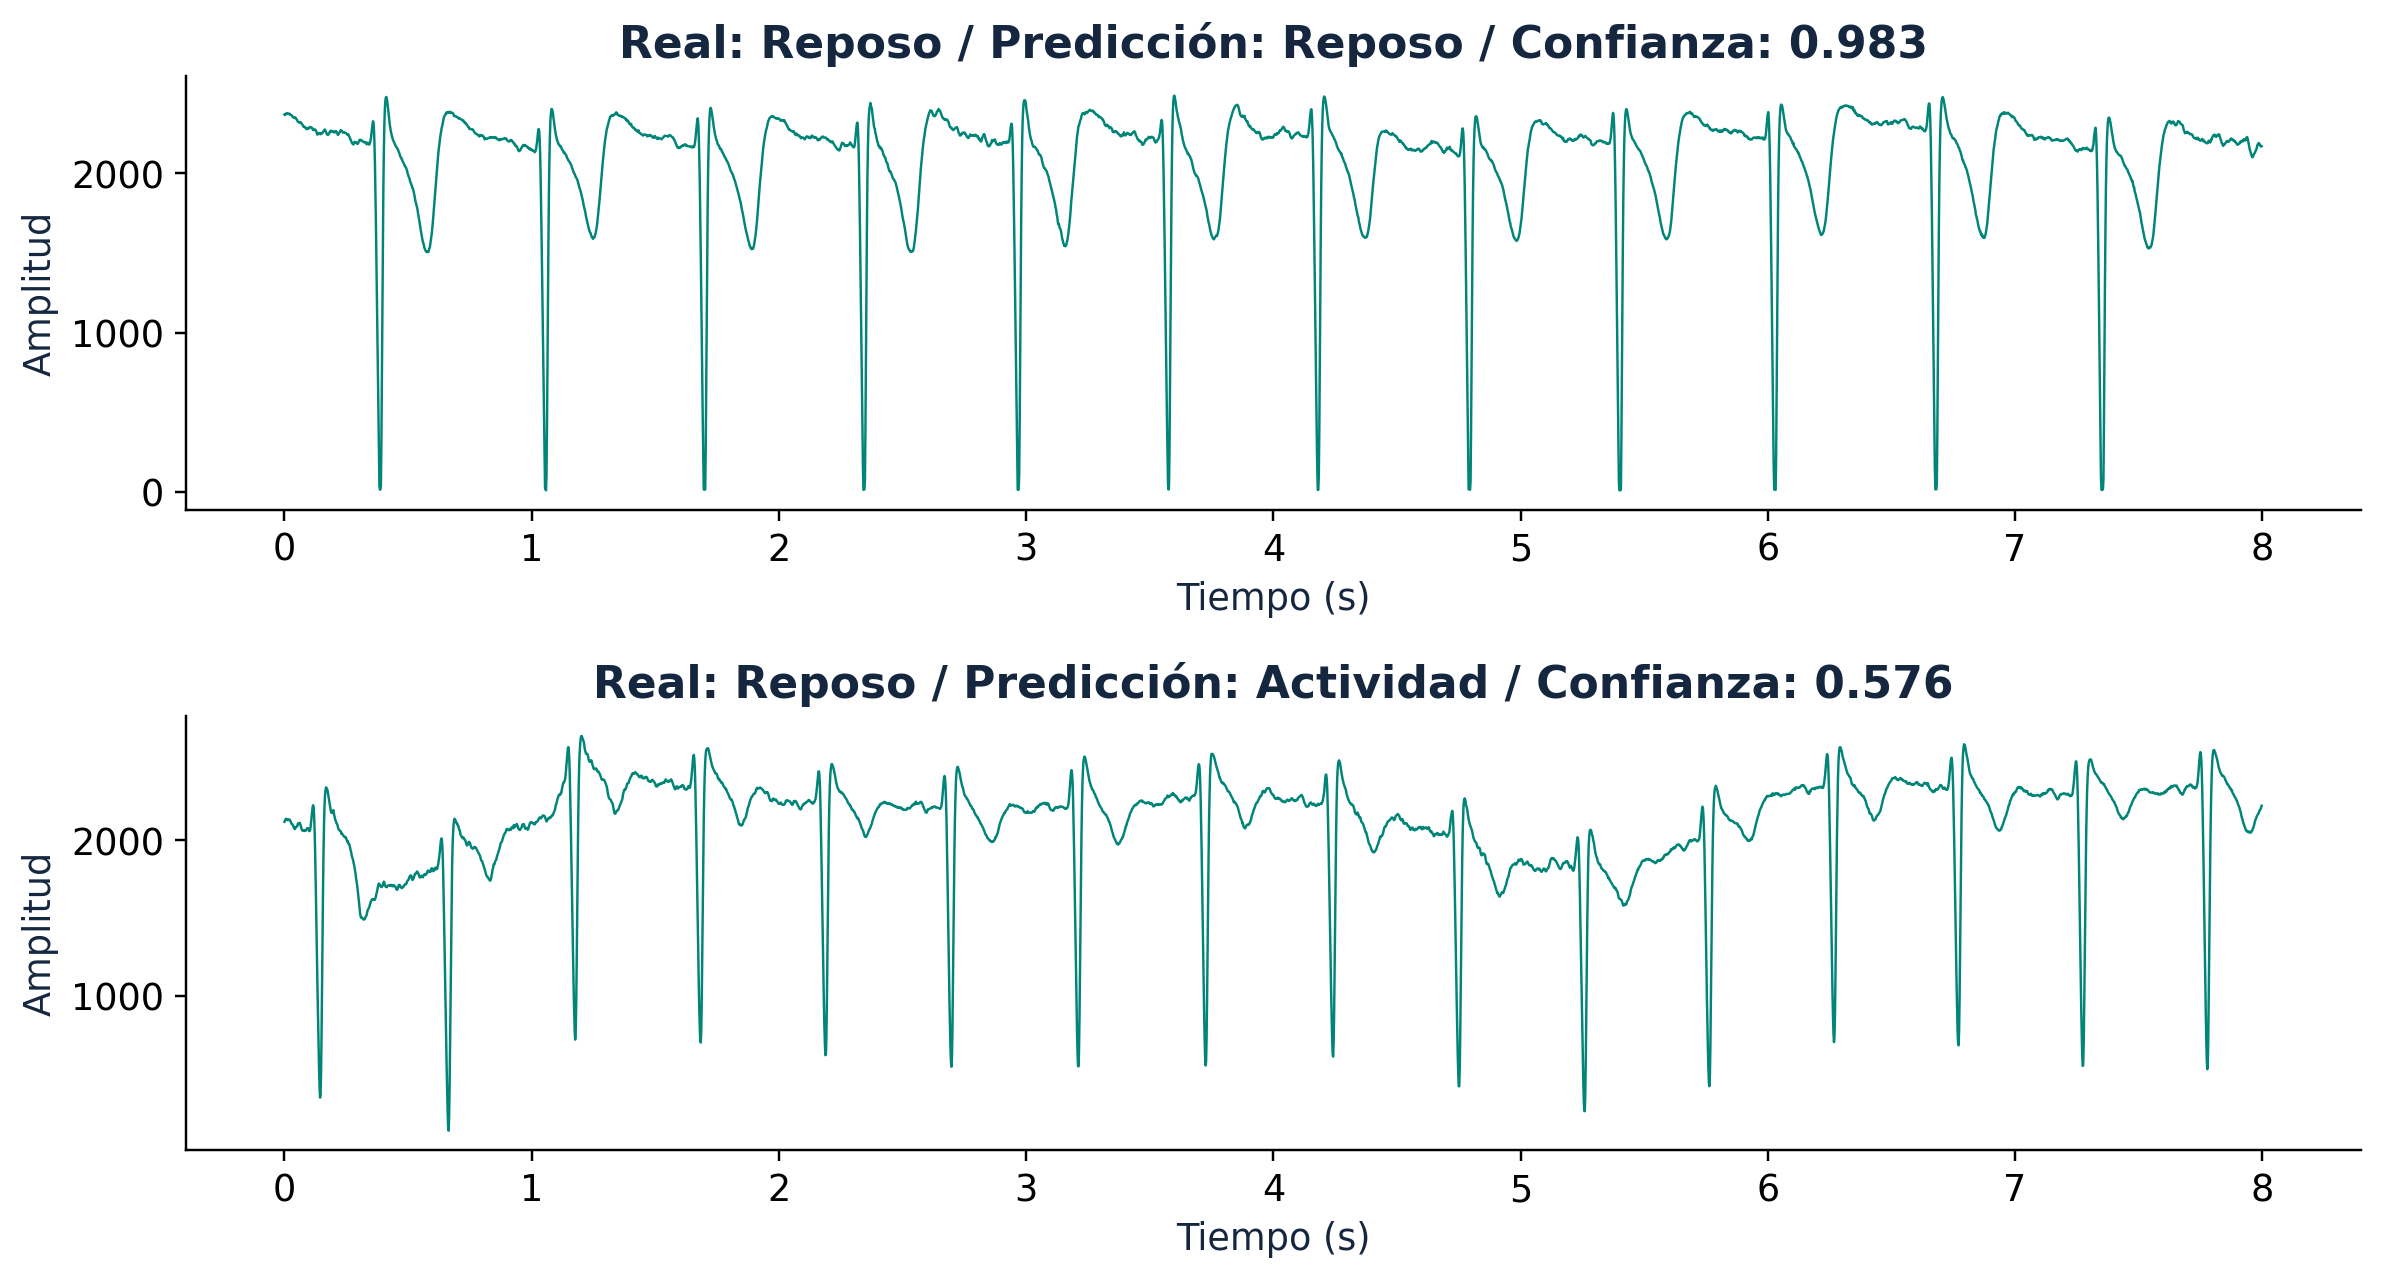 Real: Reposo / Predicción: Reposo / Confianza: 0.983
Amplitud
2000
1000
0
0 1 2 3 4 5 6 7 8
Tiempo (s)
Real: Reposo / Predicción: Actividad / Confianza: 0.576
Amplitud
2000
1000
0 1 2 3 4 5 6 7 8
Tiempo (s)